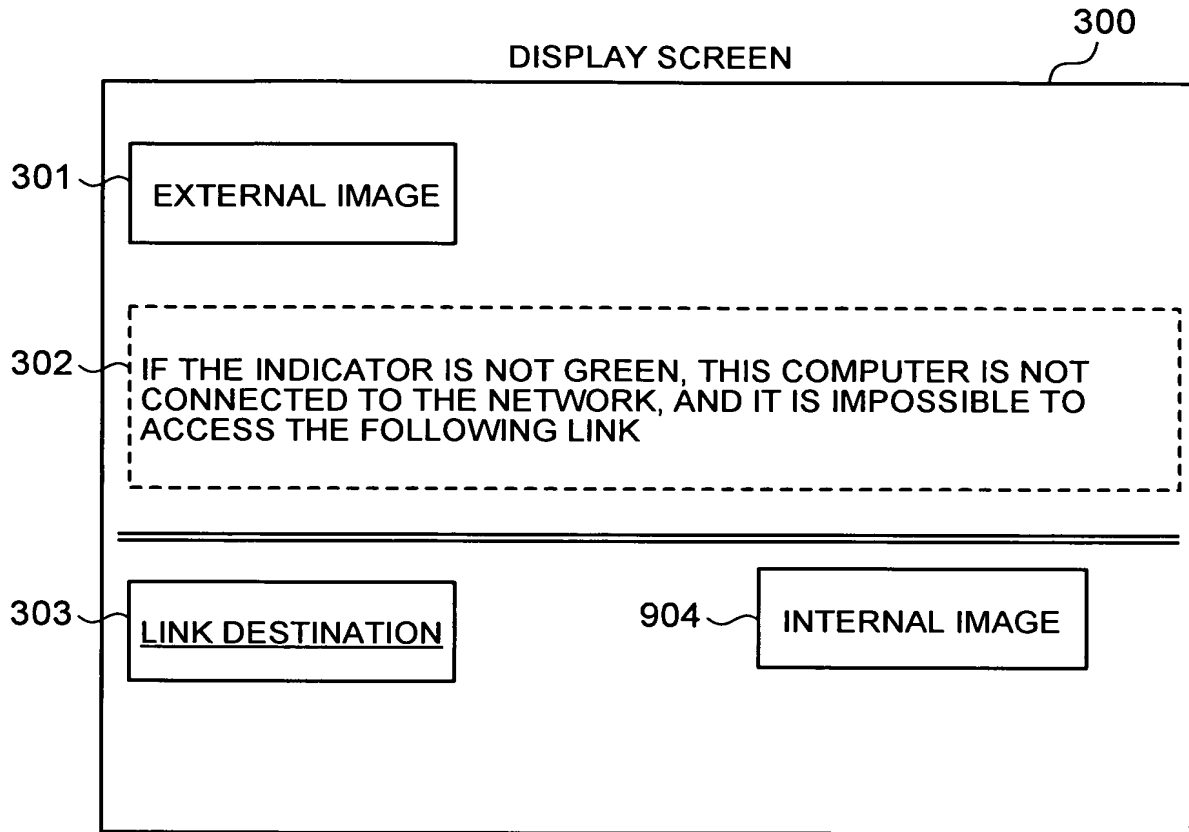 300
DISPLAY SCREEN
301
EXTERNAL IMAGE
302
IF THE INDICATOR IS NOT GREEN, THIS COMPUTER IS NOT
CONNECTED TO THE NETWORK, AND IT IS IMPOSSIBLE TO
ACCESS THE FOLLOWING LINK
303
LINK DESTINATION
904
INTERNAL IMAGE